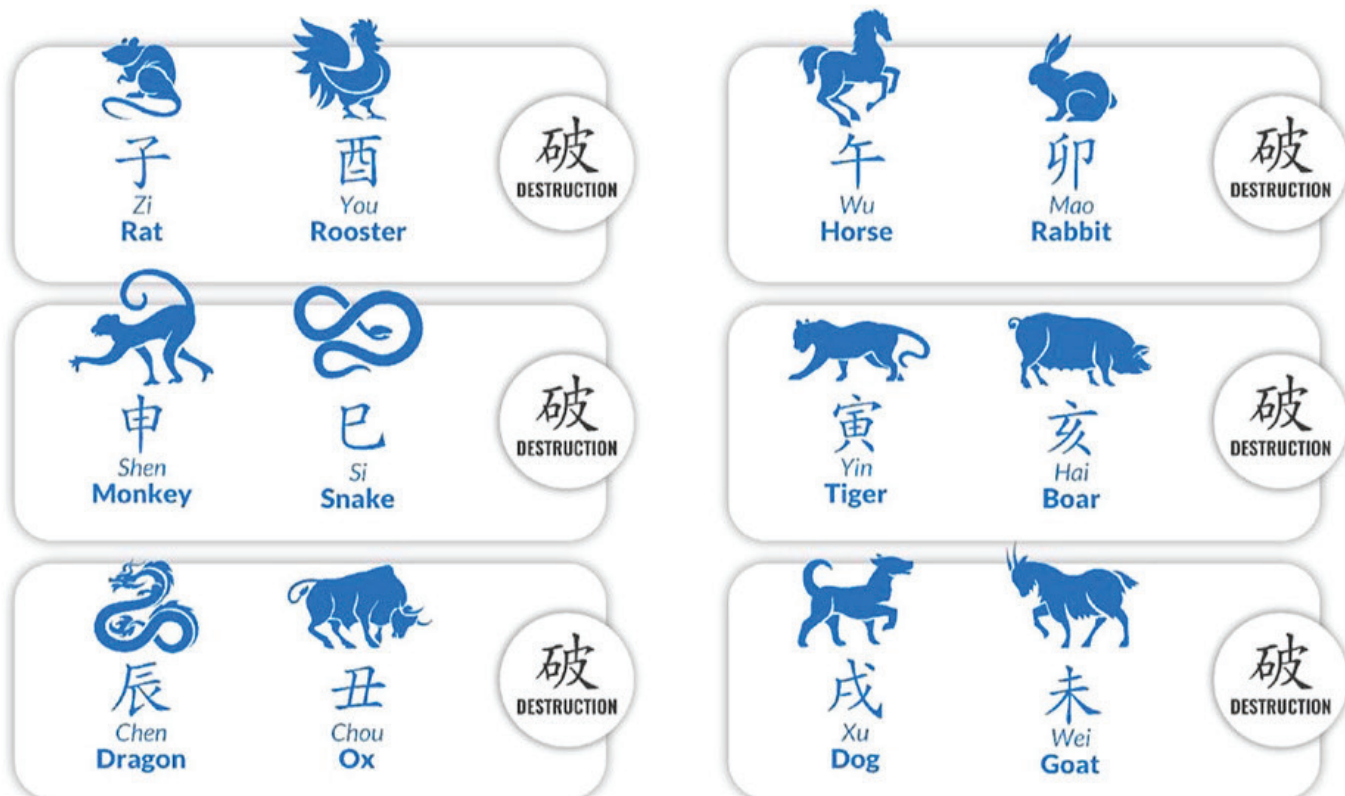 子
Zi
Rat
酉
You
Rooster
破
DESTRUCTION
午
Wu
Horse
卯
Mao
Rabbit
破
DESTRUCTION
申
Shen
Monkey
巳
Si
Snake
破
DESTRUCTION
寅
Yin
Tiger
亥
Hai
Boar
破
DESTRUCTION
辰
Chen
Dragon
丑
Chou
Ox
破
DESTRUCTION
戌
Xu
Dog
未
Wei
Goat
破
DESTRUCTION